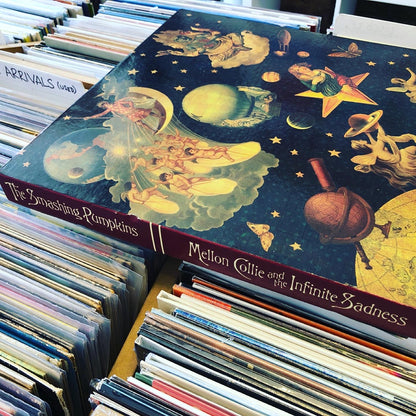 ARRIVALS (USED)
The Smashing Pumpkins
Mellon Collie and the Infinite Sadness